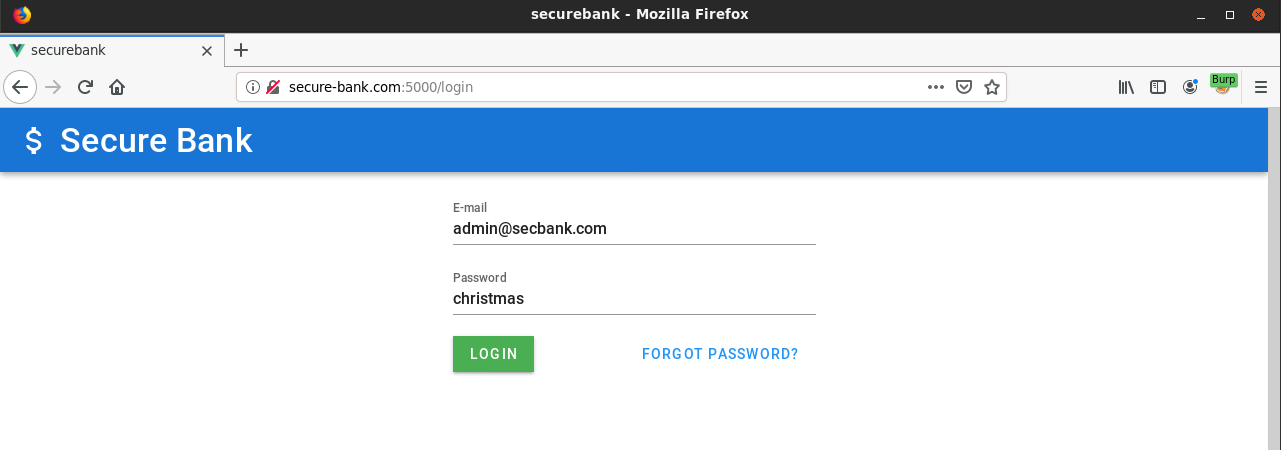 securebank - Mozilla Firefox
securebank
secure-bank.com:5000/login
Burp
$ Secure Bank
E-mail
admin@secbank.com
Password
christmas
LOGIN FORGOT PASSWORD?